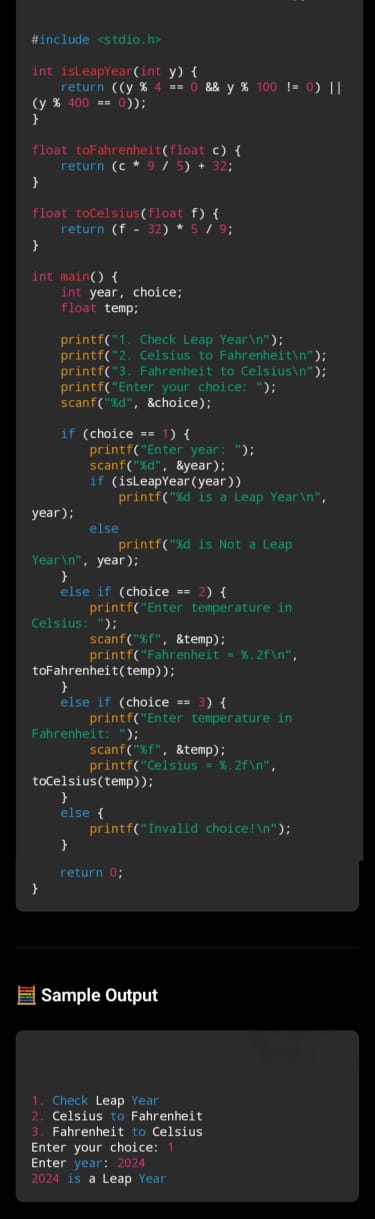 #include <stdio.h>
int isLeapYear(int y) {
    return ((y % 4 == 0 && y % 100 != 0) ||
(y % 400 == 0));
}
float toFahrenheit(float c) {
    return (c * 9 / 5) + 32;
}
float toCelsius(float f) {
    return (f - 32) * 5 / 9;
}
int main() {
    int year, choice;
    float temp;
    printf("1. Check Leap Year\n");
    printf("2. Celsius to Fahrenheit\n");
    printf("3. Fahrenheit to Celsius\n");
    printf("Enter your choice: ");
    scanf("%d", &choice);
    if (choice == 1) {
        printf("Enter year: ");
        scanf("%d", &year);
        if (isLeapYear(year))
            printf("%d is a Leap Year\n",
year);
        else
            printf("%d is Not a Leap
Year\n", year);
    }
    else if (choice == 2) {
        printf("Enter temperature in
Celsius: ");
        scanf("%f", &temp);
        printf("Fahrenheit = %.2f\n",
toFahrenheit(temp));
    }
    else if (choice == 3) {
        printf("Enter temperature in
Fahrenheit: ");
        scanf("%f", &temp);
        printf("Celsius = %.2f\n",
toCelsius(temp));
    }
    else {
        printf("Invalid choice!\n");
    }
    return 0;
}
Sample Output
1. Check Leap Year
2. Celsius to Fahrenheit
3. Fahrenheit to Celsius
Enter your choice: 1
Enter year: 2024
2024 is a Leap Year